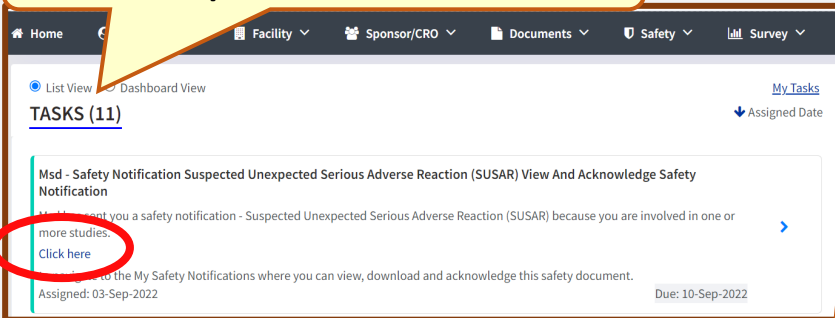 Home Facility Sponsor/CRO Documents Safety Survey
List View Dashboard View My Tasks
TASKS (11) Assigned Date
Msd - Safety Notification Suspected Unexpected Serious Adverse Reaction (SUSAR) View And Acknowledge Safety
Notification
sent you a safety notification - Suspected Unexpected Serious Adverse Reaction (SUSAR) because you are involved in one or
more studies.
Click here
to the My Safety Notifications where you can view, download and acknowledge this safety document.
Assigned: 03-Sep-2022 Due: 10-Sep-2022